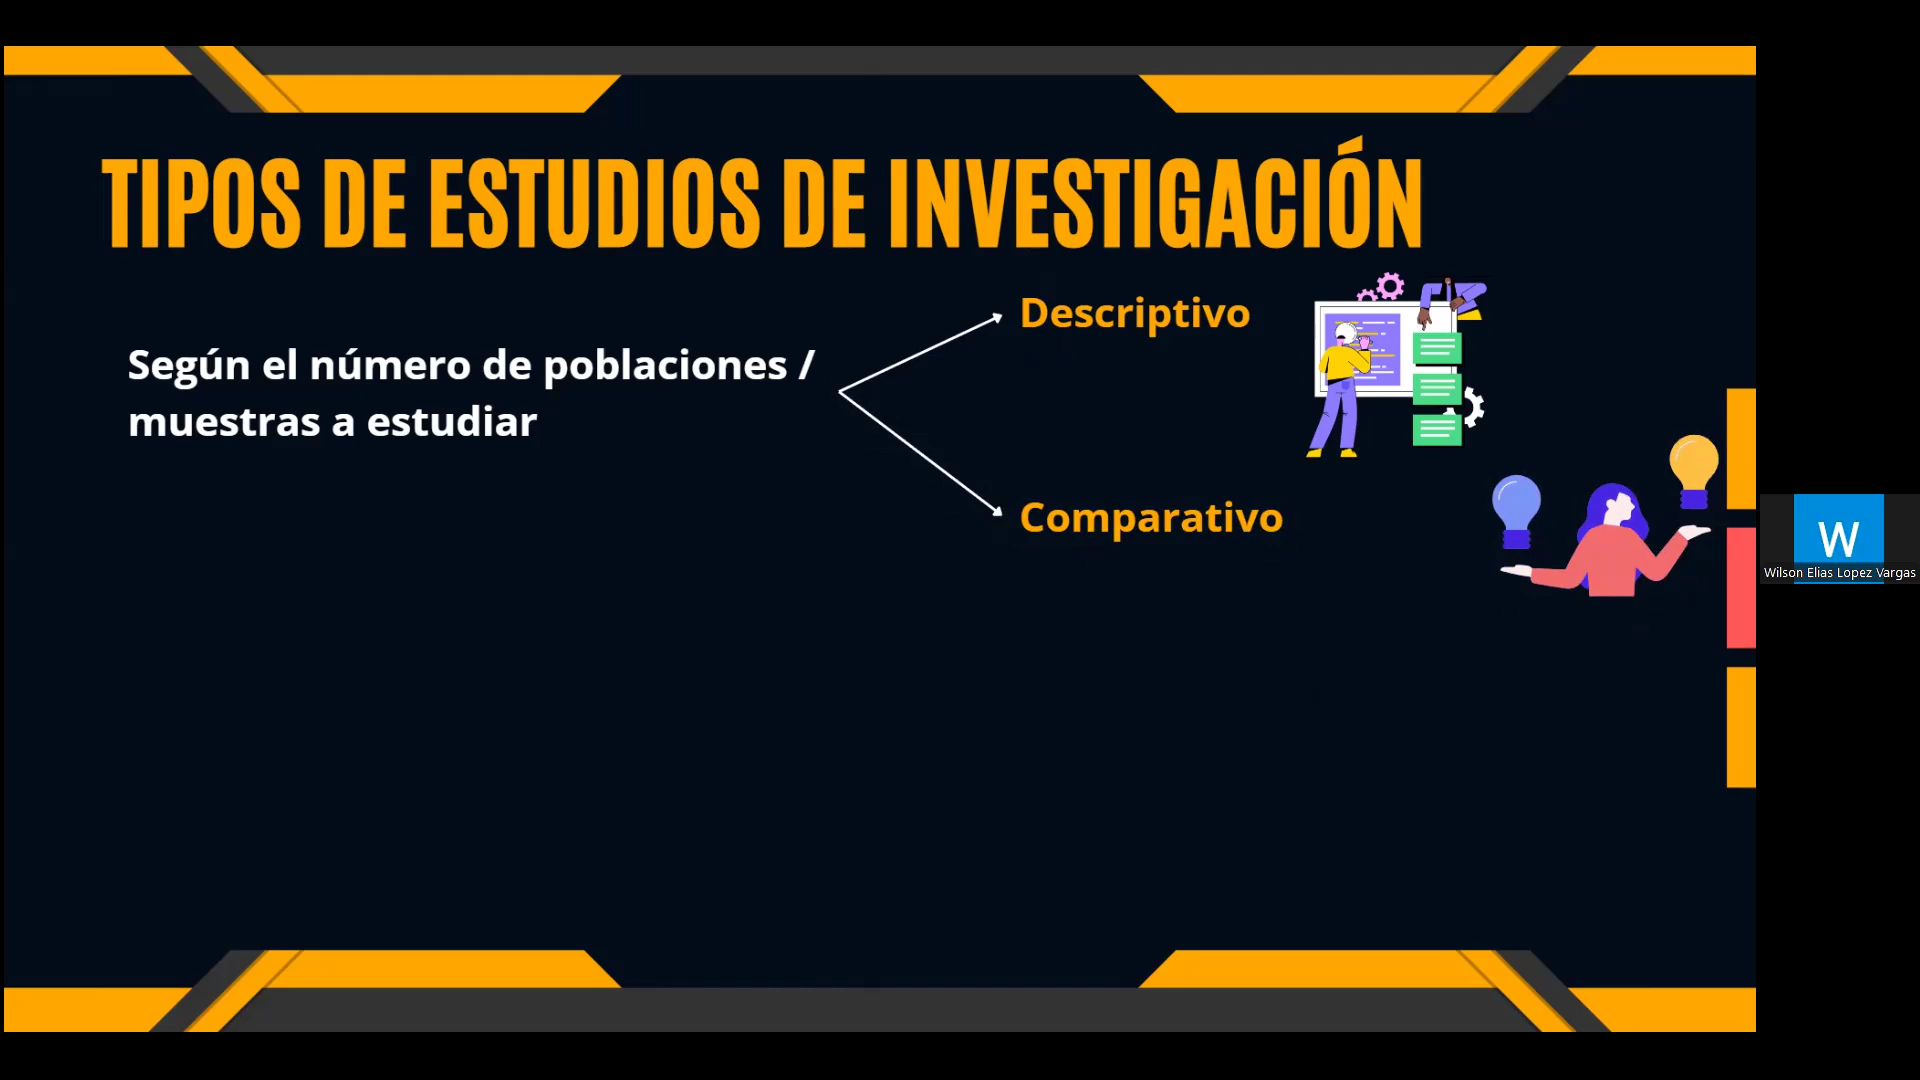 TIPOS DE ESTUDIOS DE INVESTIGACIÓN
Descriptivo
Según el número de poblaciones /
muestras a estudiar
Comparativo
W
Wilson Elias Lopez Vargas